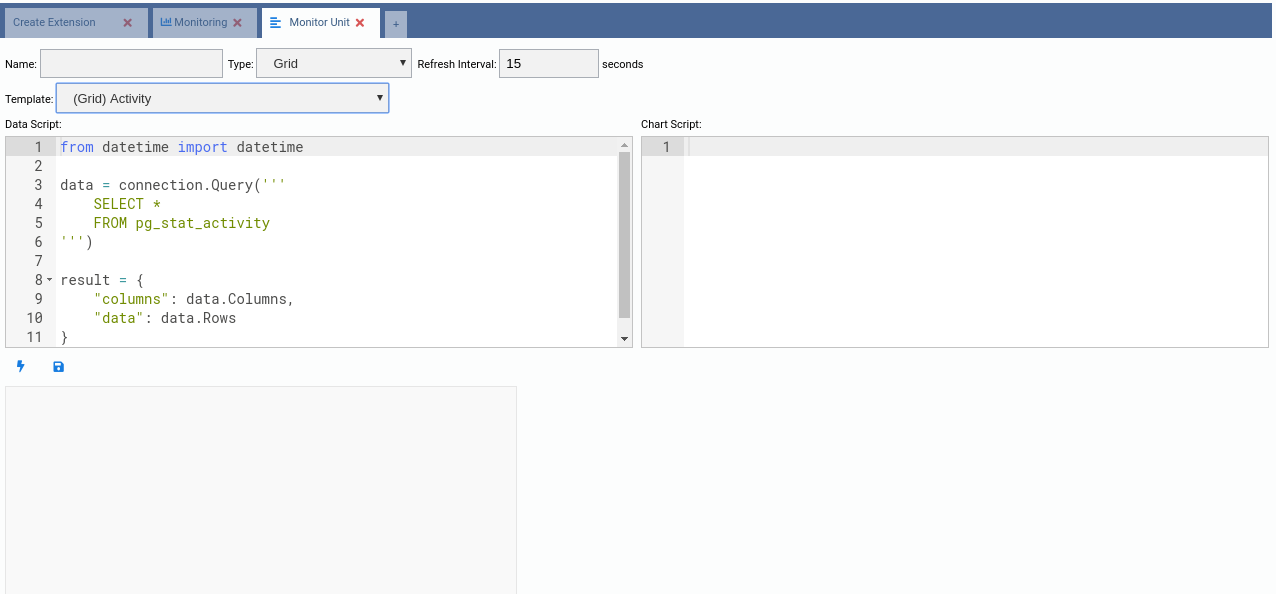 Create Extension Monitoring Monitor Unit +
Name: Type: Grid Refresh Interval: 15 seconds
Template: (Grid) Activity
Data Script: Chart Script:
1 from datetime import datetime 1
2
3 data = connection.Query('''
4     SELECT *
5     FROM pg_stat_activity
6 ''')
7
8 result = {
9     "columns": data.Columns,
10     "data": data.Rows
11 }